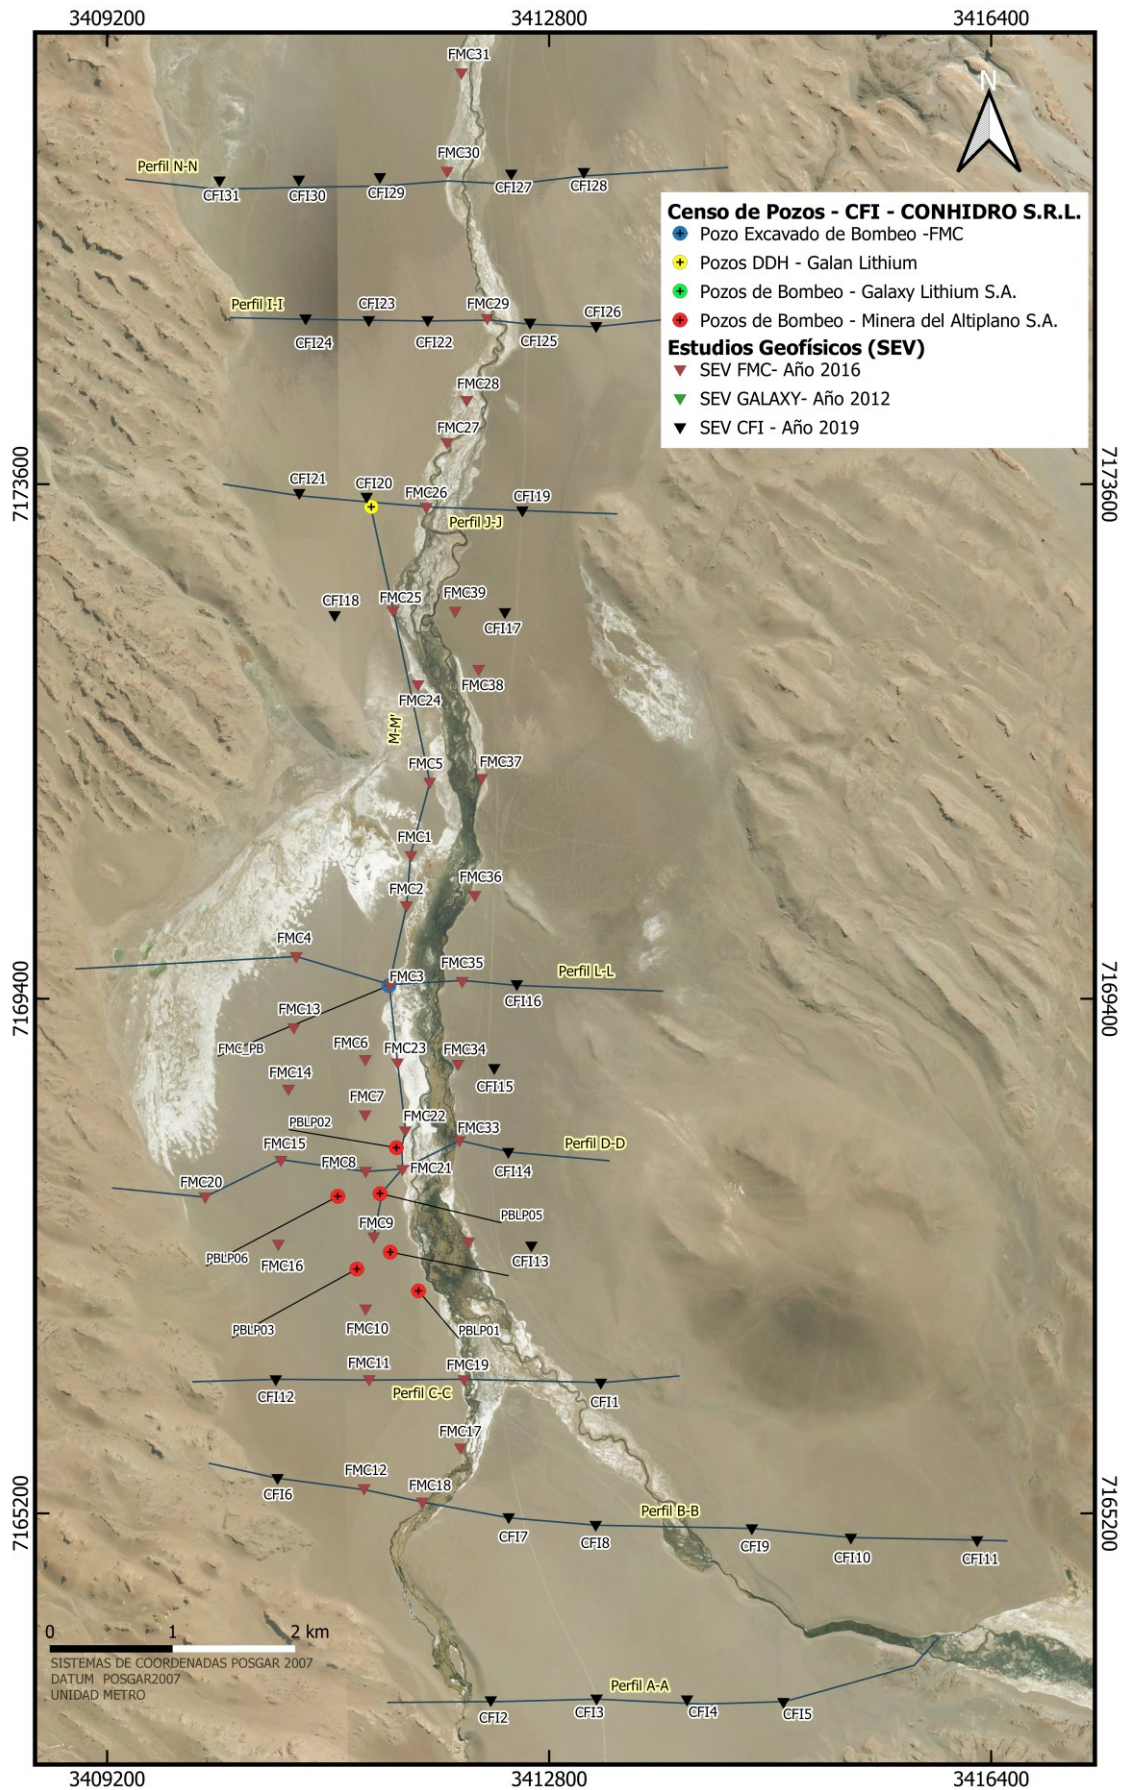 3409200
3412800
3416400
FMC31
N
Perfil N-N
FMC30
CFI31
CFI30
CFI29
CFI27
CFI28
Censo de Pozos - CFI - CONHIDRO S.R.L.
Pozo Excavado de Bombeo -FMC
Pozos DDH - Galan Lithium
Pozos de Bombeo - Galaxy Lithium S.A.
Pozos de Bombeo - Minera del Altiplano S.A.
Estudios Geofísicos (SEV)
SEV FMC- Año 2016
SEV GALAXY- Año 2012
SEV CFI - Año 2019
Perfil I-I
CFI23
FMC29
CFI26
CFI24
CFI22
CFI25
FMC28
FMC27
7173600
7173600
CFI21
CFI20
FMC26
CFI19
Perfil J-J
CFI18
FMC25
FMC39
CFI17
FMC38
FMC24
M-M'
FMC5
FMC37
FMC1
FMC2
FMC36
FMC4
FMC3
FMC35
Perfil L-L
CFI16
7169400
7169400
FMC13
FMC_PB
FMC6
FMC23
FMC34
FMC14
CFI15
FMC7
PBLP02
FMC22
FMC33
Perfil D-D
FMC15
FMC8
FMC21
CFI14
FMC20
PBLP05
FMC9
PBLP06
FMC16
CFI13
PBLP03
FMC10
PBLP01
FMC11
FMC19
CFI12
Perfil C-C
CFI1
FMC17
FMC12
FMC18
CFI6
Perfil B-B
CFI7
CFI8
CFI9
CFI10
CFI11
7165200
7165200
0 1 2 km
SISTEMAS DE COORDENADAS POSGAR 2007
DATUM POSGAR2007
UNIDAD METRO
Perfil A-A
CFI2
CFI3
CFI4
CFI5
3409200
3412800
3416400